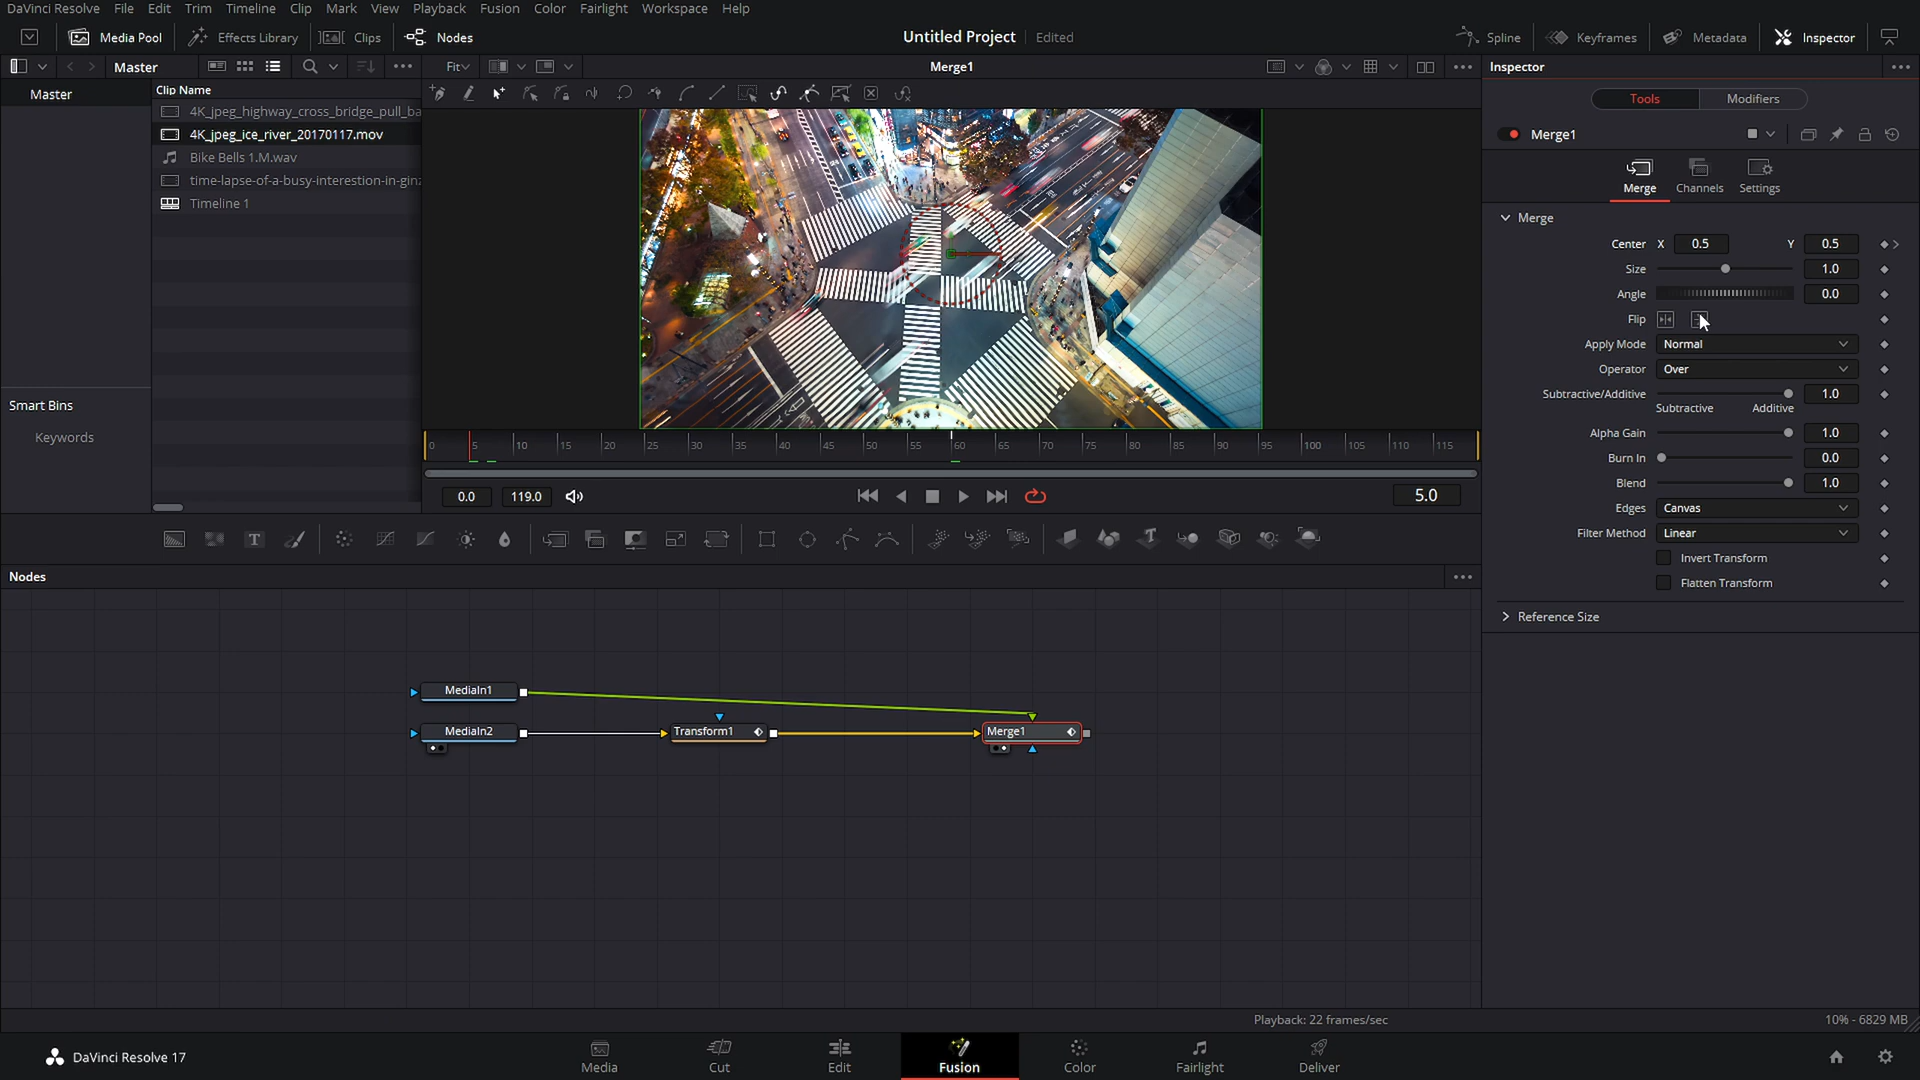 DaVinci Resolve File Edit Trim Timeline Clip Mark View Playback Fusion Color Fairlight Workspace Help
Media Pool Effects Library Clips Nodes Untitled Project Edited Spline Keyframes Metadata Inspector
Master Fit Merge1 Inspector
Master
Clip Name
4K_jpeg_highway_cross_bridge_pull_ba
4K_jpeg_ice_river_20170117.mov
Bike Bells 1.M.wav
time-lapse-of-a-busy-interestion-in-gin
Timeline 1
Smart Bins
Keywords
0 5 10 15 20 25 30 35 40 45 50 55 60 65 70 75 80 85 90 95 100 105 110 115
0.0 119.0 5.0
Tools Modifiers
Merge1
Merge Channels Settings
Merge
Center X 0.5 Y 0.5
Size 1.0
Angle 0.0
Flip
Apply Mode Normal
Operator Over
Subtractive/Additive 1.0
Subtractive Additive
Alpha Gain 1.0
Burn In 0.0
Blend 1.0
Edges Canvas
Filter Method Linear
Invert Transform
Flatten Transform
Reference Size
Nodes
MediaIn1
MediaIn2 Transform1 Merge1
Playback: 22 frames/sec 10% - 6829 MB
DaVinci Resolve 17 Media Cut Edit Fusion Color Fairlight Deliver